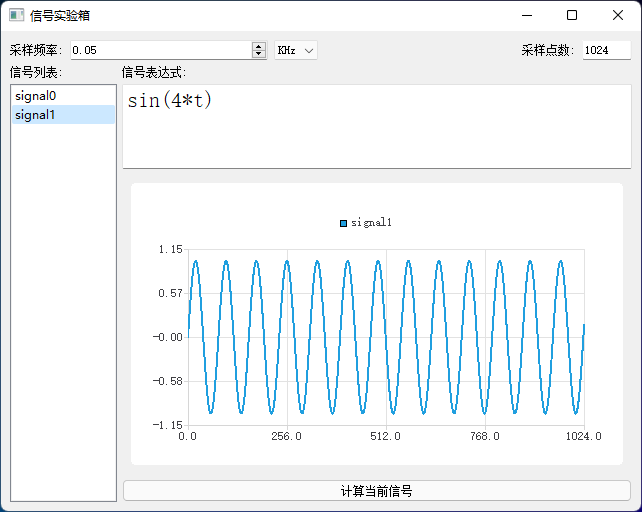 信号实验箱
采样频率： 0.05 KHz 采样点数： 1024
信号列表： 信号表达式：
signal0
signal1
sin(4*t)
signal1
1.15
0.57
-0.00
-0.58
-1.15
0.0 256.0 512.0 768.0 1024.0
计算当前信号